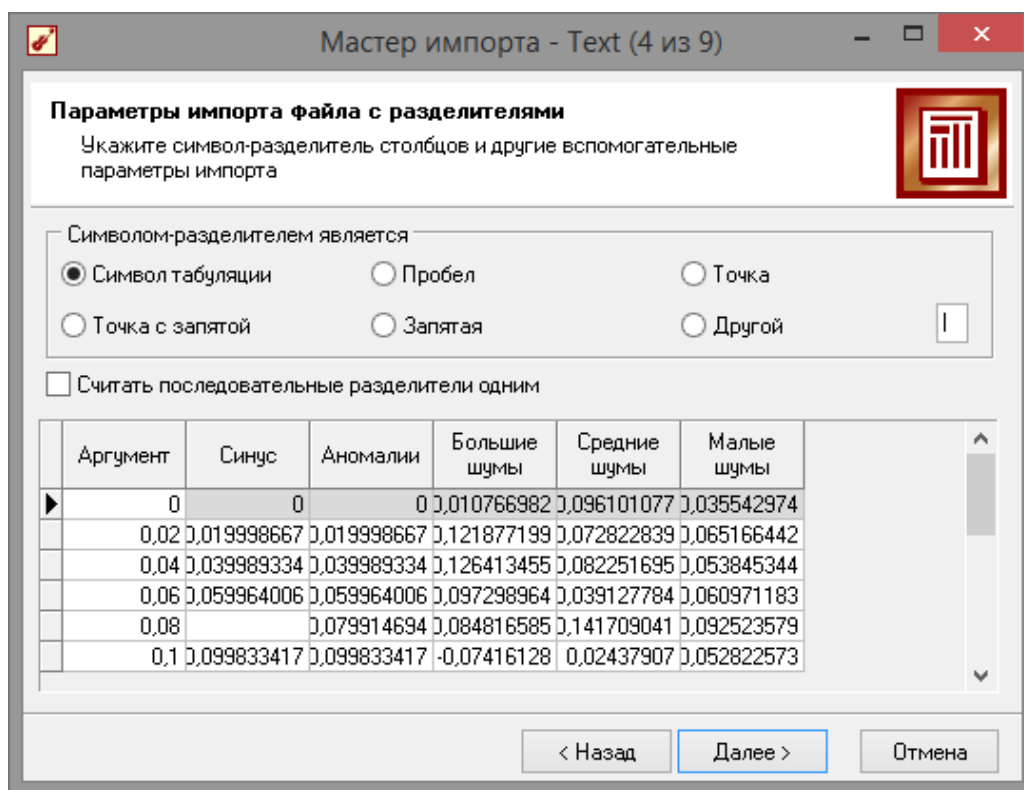 Мастер импорта - Text (4 из 9)
Параметры импорта файла с разделителями
Укажите символ-разделитель столбцов и другие вспомогательные
параметры импорта
Символом-разделителем является
Символ табуляции Пробел Точка
Точка с запятой Запятая Другой |
Считать последовательные разделители одним
Аргумент Синус Аномалии Большие шумы Средние шумы Малые шумы
0 0 0 0,010766982 0,096101077 0,035542974
0,02 0,019998667 0,019998667 0,121877199 0,072822839 0,065166442
0,04 0,039989334 0,039989334 0,126413455 0,082251695 0,053845344
0,06 0,059964006 0,059964006 0,097298964 0,039127784 0,060971183
0,08 0,079914694 0,084816585 0,141709041 0,092523579
0,1 0,099833417 0,099833417 -0,07416128 0,02437907 0,052822573
< Назад Далее > Отмена